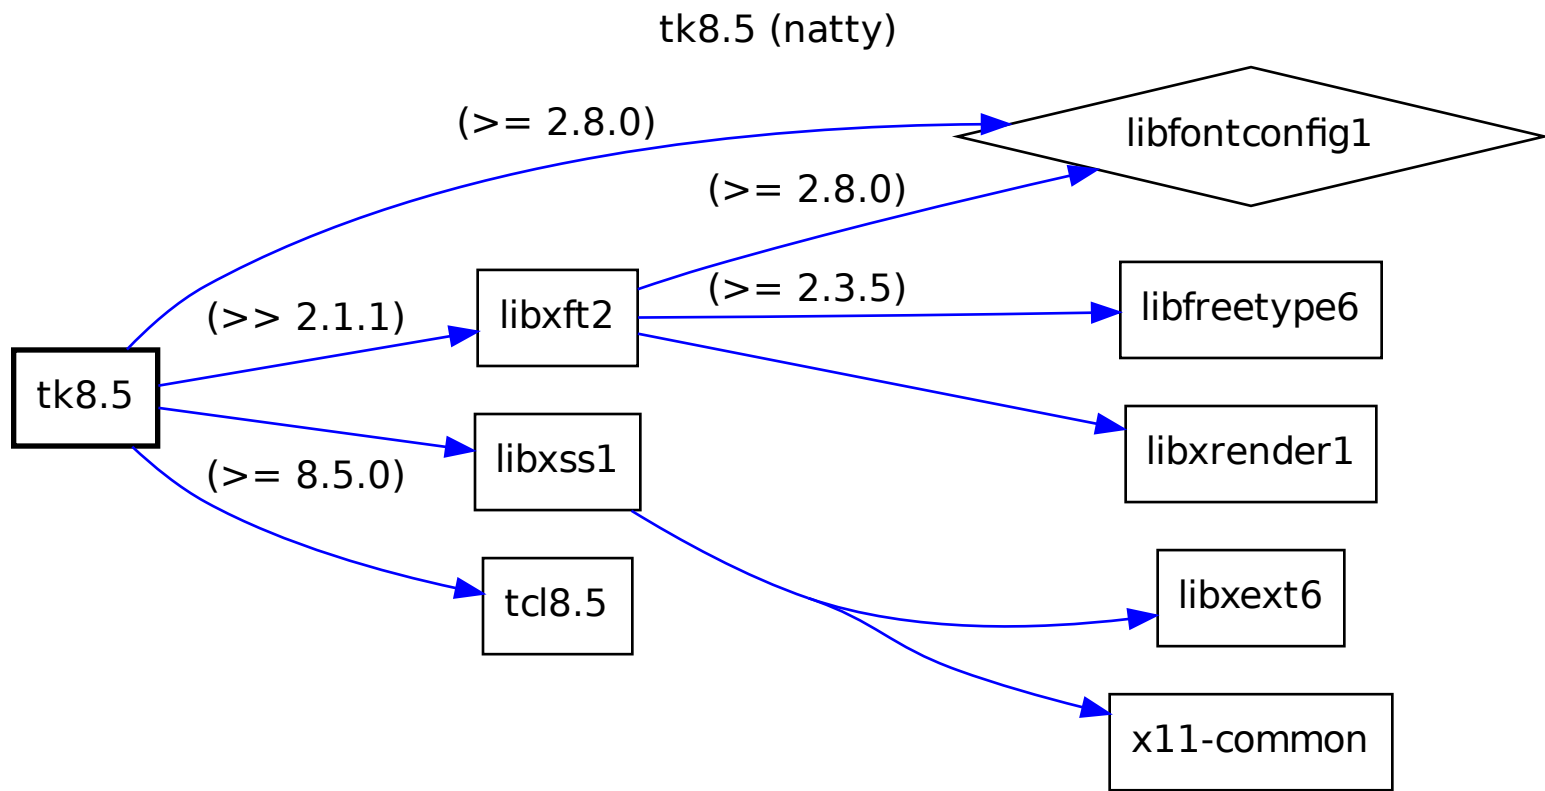 tk8.5 (natty)
(>= 2.8.0)
libfontconfig1
(>= 2.8.0)
(>> 2.1.1)
libxft2
(>= 2.3.5)
libfreetype6
tk8.5
libxss1
libxrender1
(>= 8.5.0)
tcl8.5
libxext6
x11-common